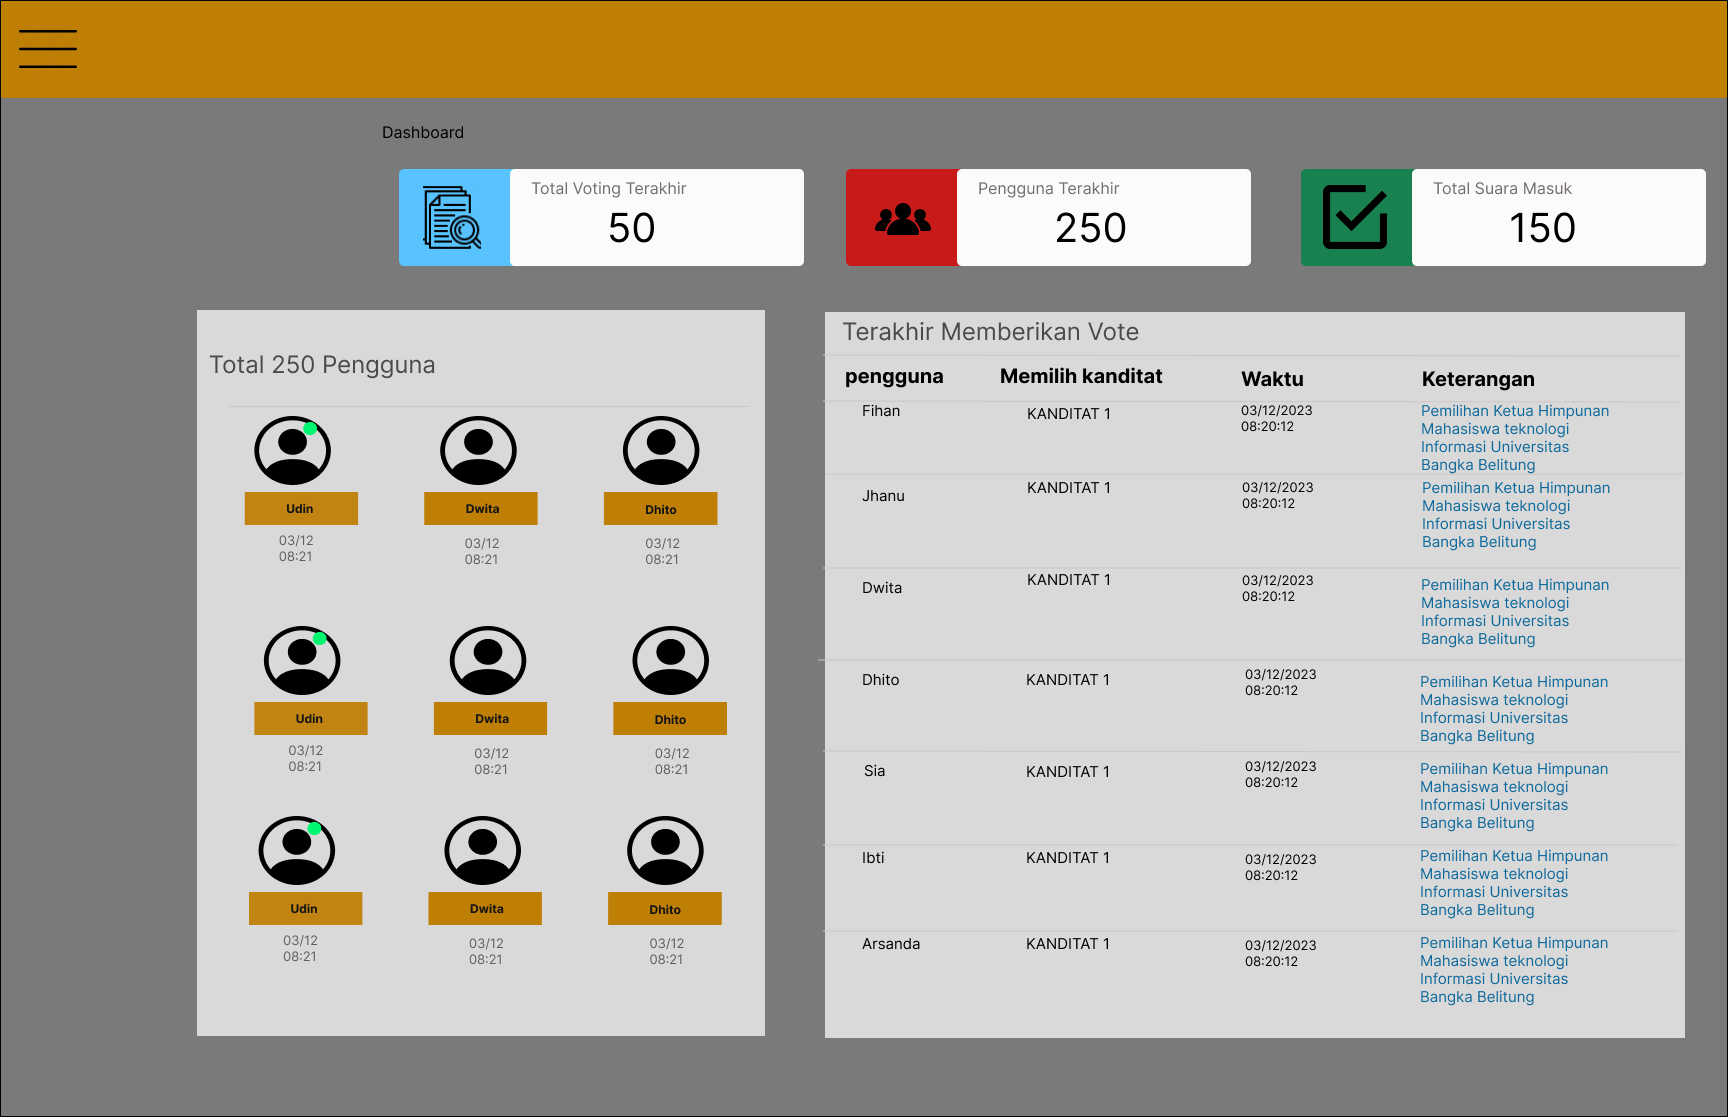 Dashboard
Total Voting Terakhir
50
Pengguna Terakhir
250
Total Suara Masuk
150
Total 250 Pengguna
Udin
03/12
08:21
Dwita
03/12
08:21
Dhito
03/12
08:21
Udin
03/12
08:21
Dwita
03/12
08:21
Dhito
03/12
08:21
Udin
03/12
08:21
Dwita
03/12
08:21
Dhito
03/12
08:21
Terakhir Memberikan Vote
pengguna
Memilih kanditat
Waktu
Keterangan
Fihan
KANDITAT 1
03/12/2023
08:20:12
Pemilihan Ketua Himpunan
Mahasiswa teknologi
Informasi Universitas
Bangka Belitung
Jhanu
KANDITAT 1
03/12/2023
08:20:12
Pemilihan Ketua Himpunan
Mahasiswa teknologi
Informasi Universitas
Bangka Belitung
Dwita
KANDITAT 1
03/12/2023
08:20:12
Pemilihan Ketua Himpunan
Mahasiswa teknologi
Informasi Universitas
Bangka Belitung
Dhito
KANDITAT 1
03/12/2023
08:20:12
Pemilihan Ketua Himpunan
Mahasiswa teknologi
Informasi Universitas
Bangka Belitung
Sia
KANDITAT 1
03/12/2023
08:20:12
Pemilihan Ketua Himpunan
Mahasiswa teknologi
Informasi Universitas
Bangka Belitung
Ibti
KANDITAT 1
03/12/2023
08:20:12
Pemilihan Ketua Himpunan
Mahasiswa teknologi
Informasi Universitas
Bangka Belitung
Arsanda
KANDITAT 1
03/12/2023
08:20:12
Pemilihan Ketua Himpunan
Mahasiswa teknologi
Informasi Universitas
Bangka Belitung